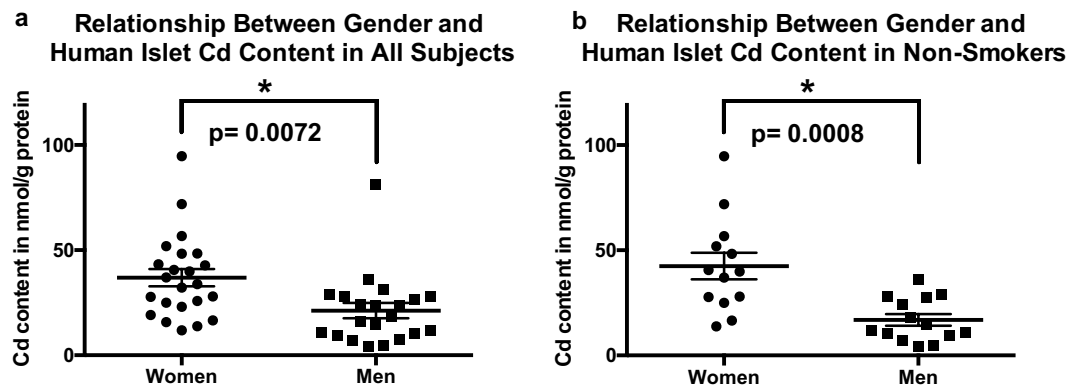 a
Relationship Between Gender and
Human Islet Cd Content in All Subjects
*
p= 0.0072
Cd content in nmol/g protein
100
50
0
Women Men
b
Relationship Between Gender and
Human Islet Cd Content in Non-Smokers
*
p= 0.0008
Cd content in nmol/g protein
100
50
0
Women Men